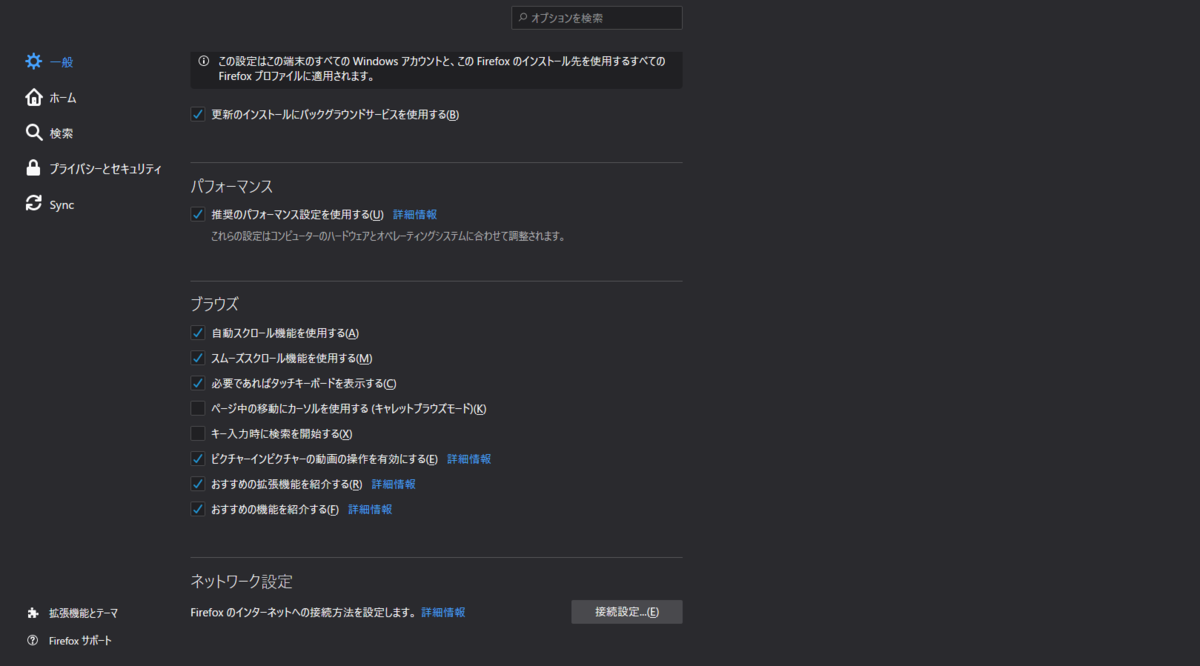 オプションを検索
一般
ホーム
検索
プライバシーとセキュリティ
Sync
拡張機能とテーマ
Firefox サポート
この設定はこの端末のすべての Windows アカウントと、この Firefox のインストール先を使用するすべての
Firefox プロファイルに適用されます。
更新のインストールにバックグラウンドサービスを使用する(B)
パフォーマンス
推奨のパフォーマンス設定を使用する(U) 詳細情報
これらの設定はコンピューターのハードウェアとオペレーティングシステムに合わせて調整されます。
ブラウズ
自動スクロール機能を使用する(A)
スムーズスクロール機能を使用する(M)
必要であればタッチキーボードを表示する(C)
ページ中の移動にカーソルを使用する (キャレットブラウズモード)(K)
キー入力時に検索を開始する(X)
ピクチャーインピクチャーの動画の操作を有効にする(E) 詳細情報
おすすめの拡張機能を紹介する(R) 詳細情報
おすすめの機能を紹介する(F) 詳細情報
ネットワーク設定
Firefox のインターネットへの接続方法を設定します。 詳細情報
接続設定...(E)